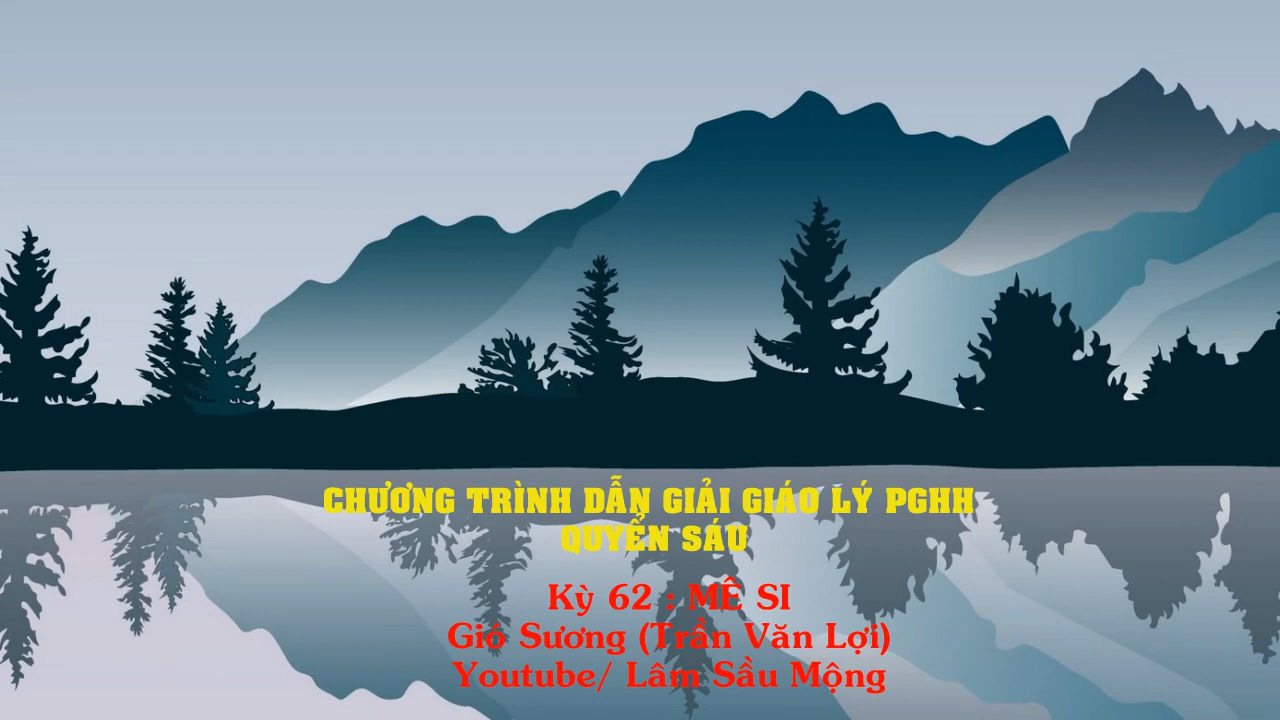 CHƯƠNG TRÌNH DẪN GIẢI GIÁO LÝ PGHH
QUYỂN SÁU
Kỳ 62 : MÊ SI
Gió Sương (Trần Văn Lợi)
Youtube/ Lâm Sầu Mộng